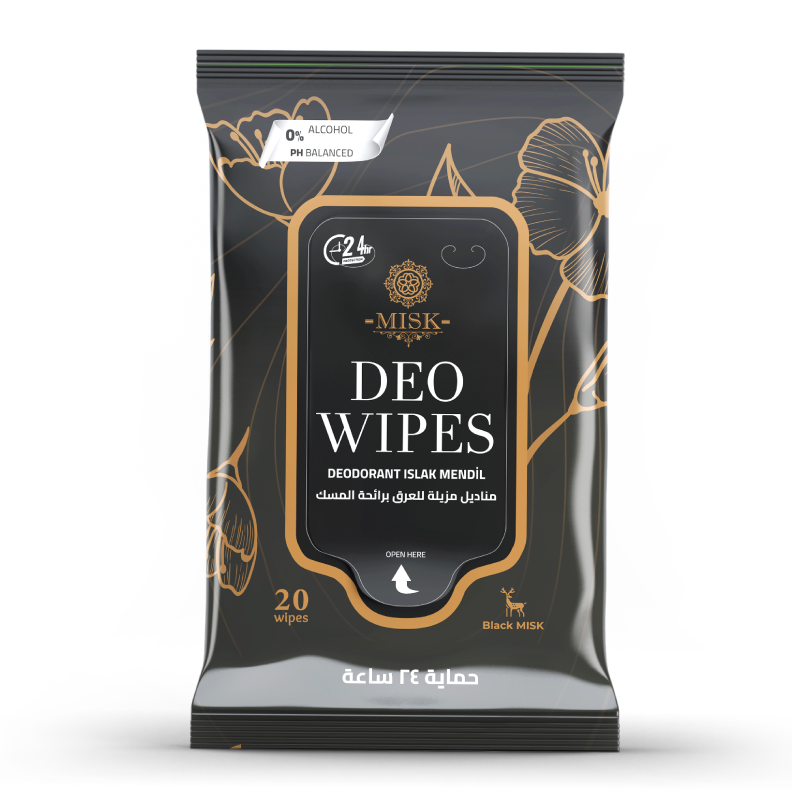 0% ALCOHOL
PH BALANCED
24hr
PROTECTION
-MISK-
DEO
WIPES
DEODORANT ISLAK MENDİL
مناديل مزيلة للعرق برائحة المسك
OPEN HERE
20
wipes
Black MISK
حماية ٢٤ ساعة